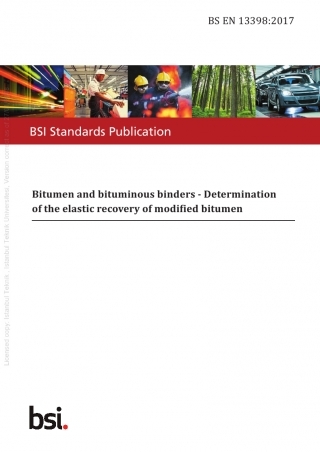 BS EN 13398:2017
BSI Standards Publication
Bitumen and bituminous binders - Determination
of the elastic recovery of modified bitumen
bsi.